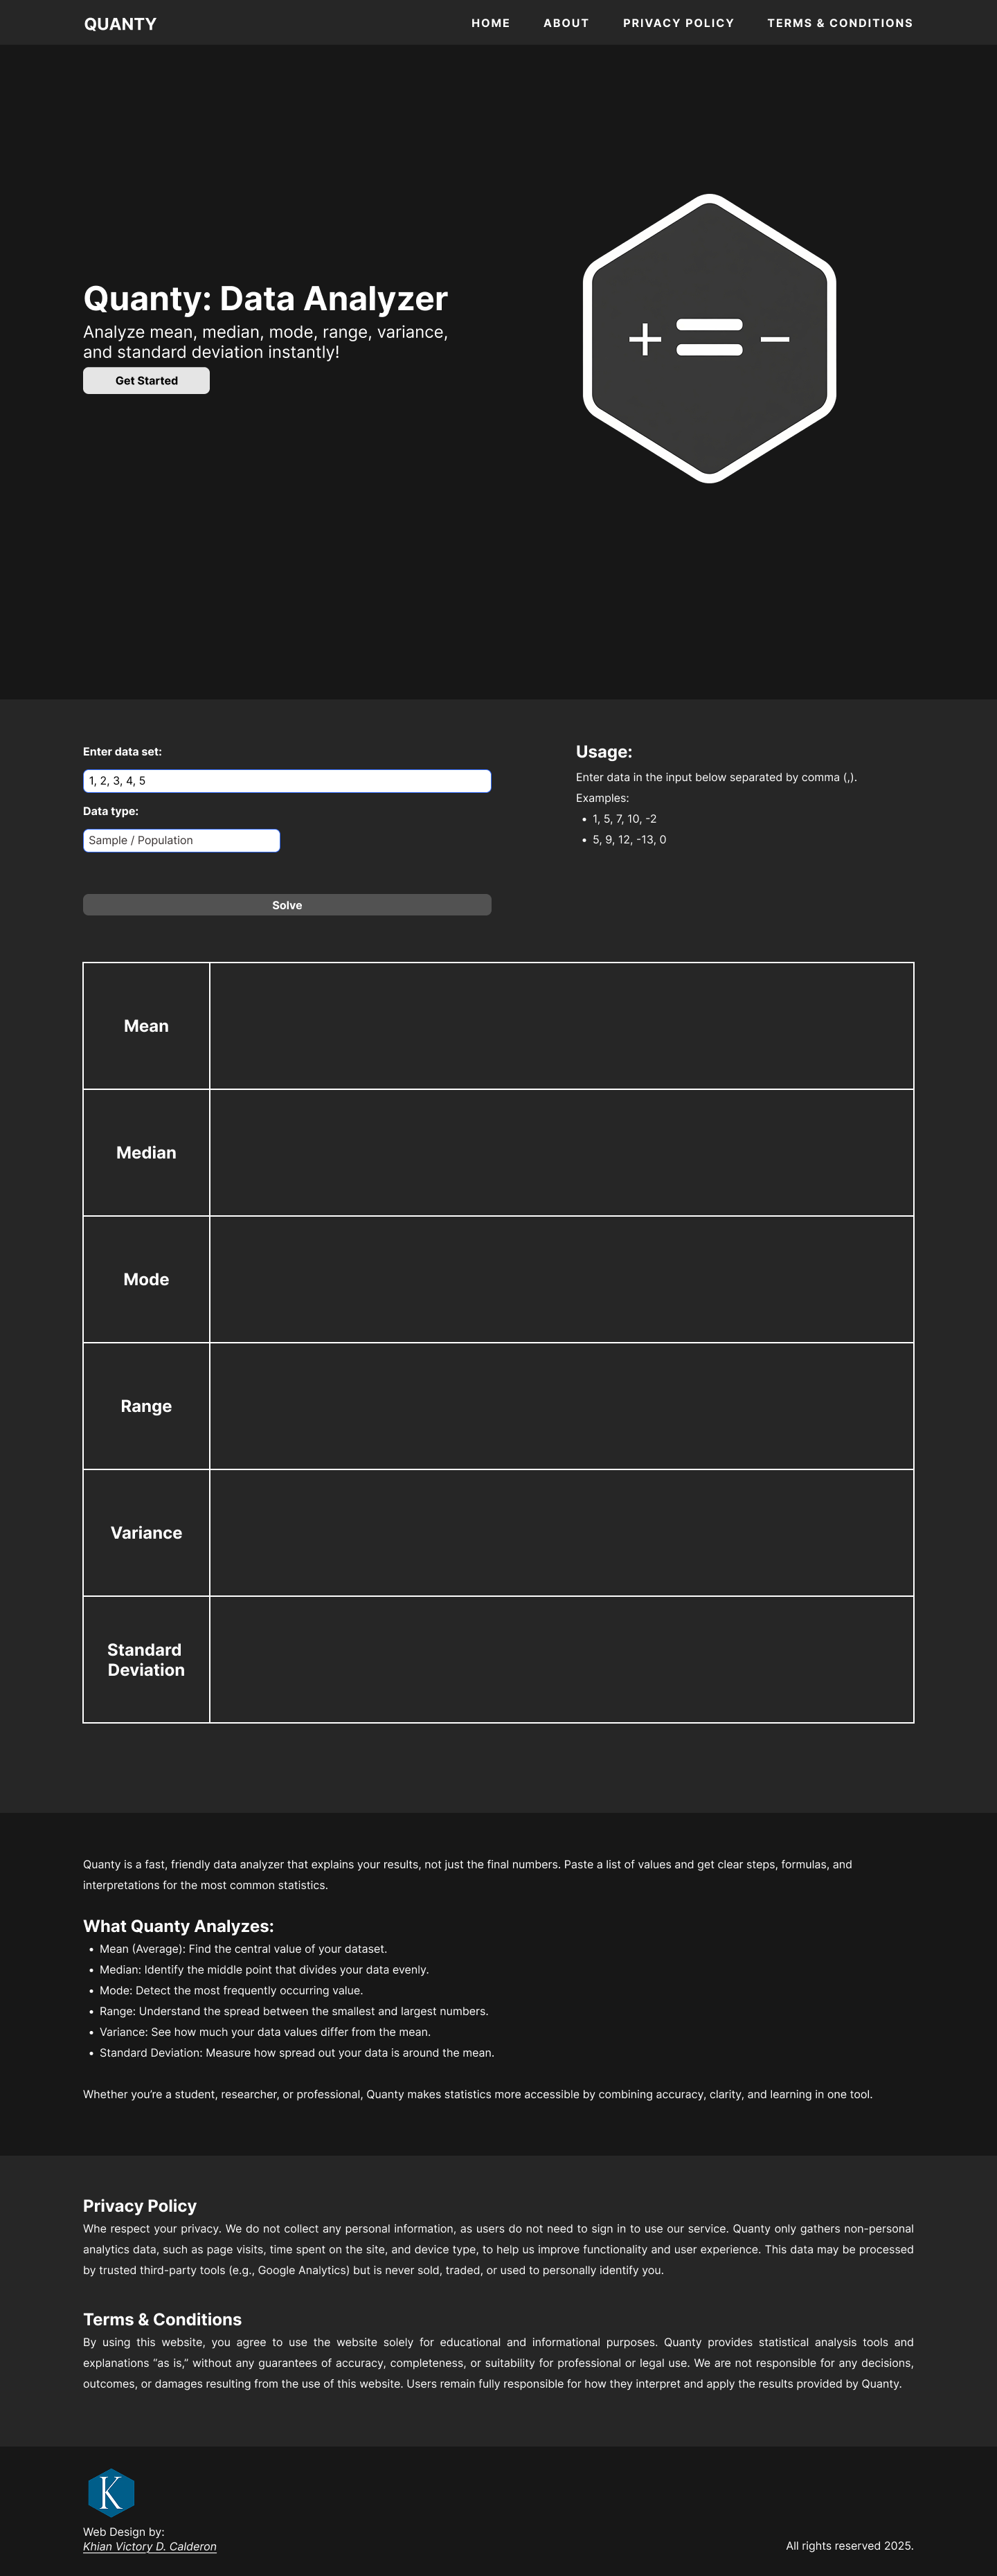 QUANTY
HOME ABOUT PRIVACY POLICY TERMS & CONDITIONS
Quanty: Data Analyzer
Analyze mean, median, mode, range, variance,
and standard deviation instantly!
Get Started
+ = −
Enter data set:
1, 2, 3, 4, 5
Data type:
Sample / Population
Solve
Usage:
Enter data in the input below separated by comma (,).
Examples:
• 1, 5, 7, 10, -2
• 5, 9, 12, -13, 0
Mean
Median
Mode
Range
Variance
Standard
Deviation
Quanty is a fast, friendly data analyzer that explains your results, not just the final numbers. Paste a list of values and get clear steps, formulas, and
interpretations for the most common statistics.
What Quanty Analyzes:
• Mean (Average): Find the central value of your dataset.
• Median: Identify the middle point that divides your data evenly.
• Mode: Detect the most frequently occurring value.
• Range: Understand the spread between the smallest and largest numbers.
• Variance: See how much your data values differ from the mean.
• Standard Deviation: Measure how spread out your data is around the mean.
Whether you’re a student, researcher, or professional, Quanty makes statistics more accessible by combining accuracy, clarity, and learning in one tool.
Privacy Policy
Whe respect your privacy. We do not collect any personal information, as users do not need to sign in to use our service. Quanty only gathers non-personal
analytics data, such as page visits, time spent on the site, and device type, to help us improve functionality and user experience. This data may be processed
by trusted third-party tools (e.g., Google Analytics) but is never sold, traded, or used to personally identify you.
Terms & Conditions
By using this website, you agree to use the website solely for educational and informational purposes. Quanty provides statistical analysis tools and
explanations “as is,” without any guarantees of accuracy, completeness, or suitability for professional or legal use. We are not responsible for any decisions,
outcomes, or damages resulting from the use of this website. Users remain fully responsible for how they interpret and apply the results provided by Quanty.
K
Web Design by:
Khian Victory D. Calderon
All rights reserved 2025.